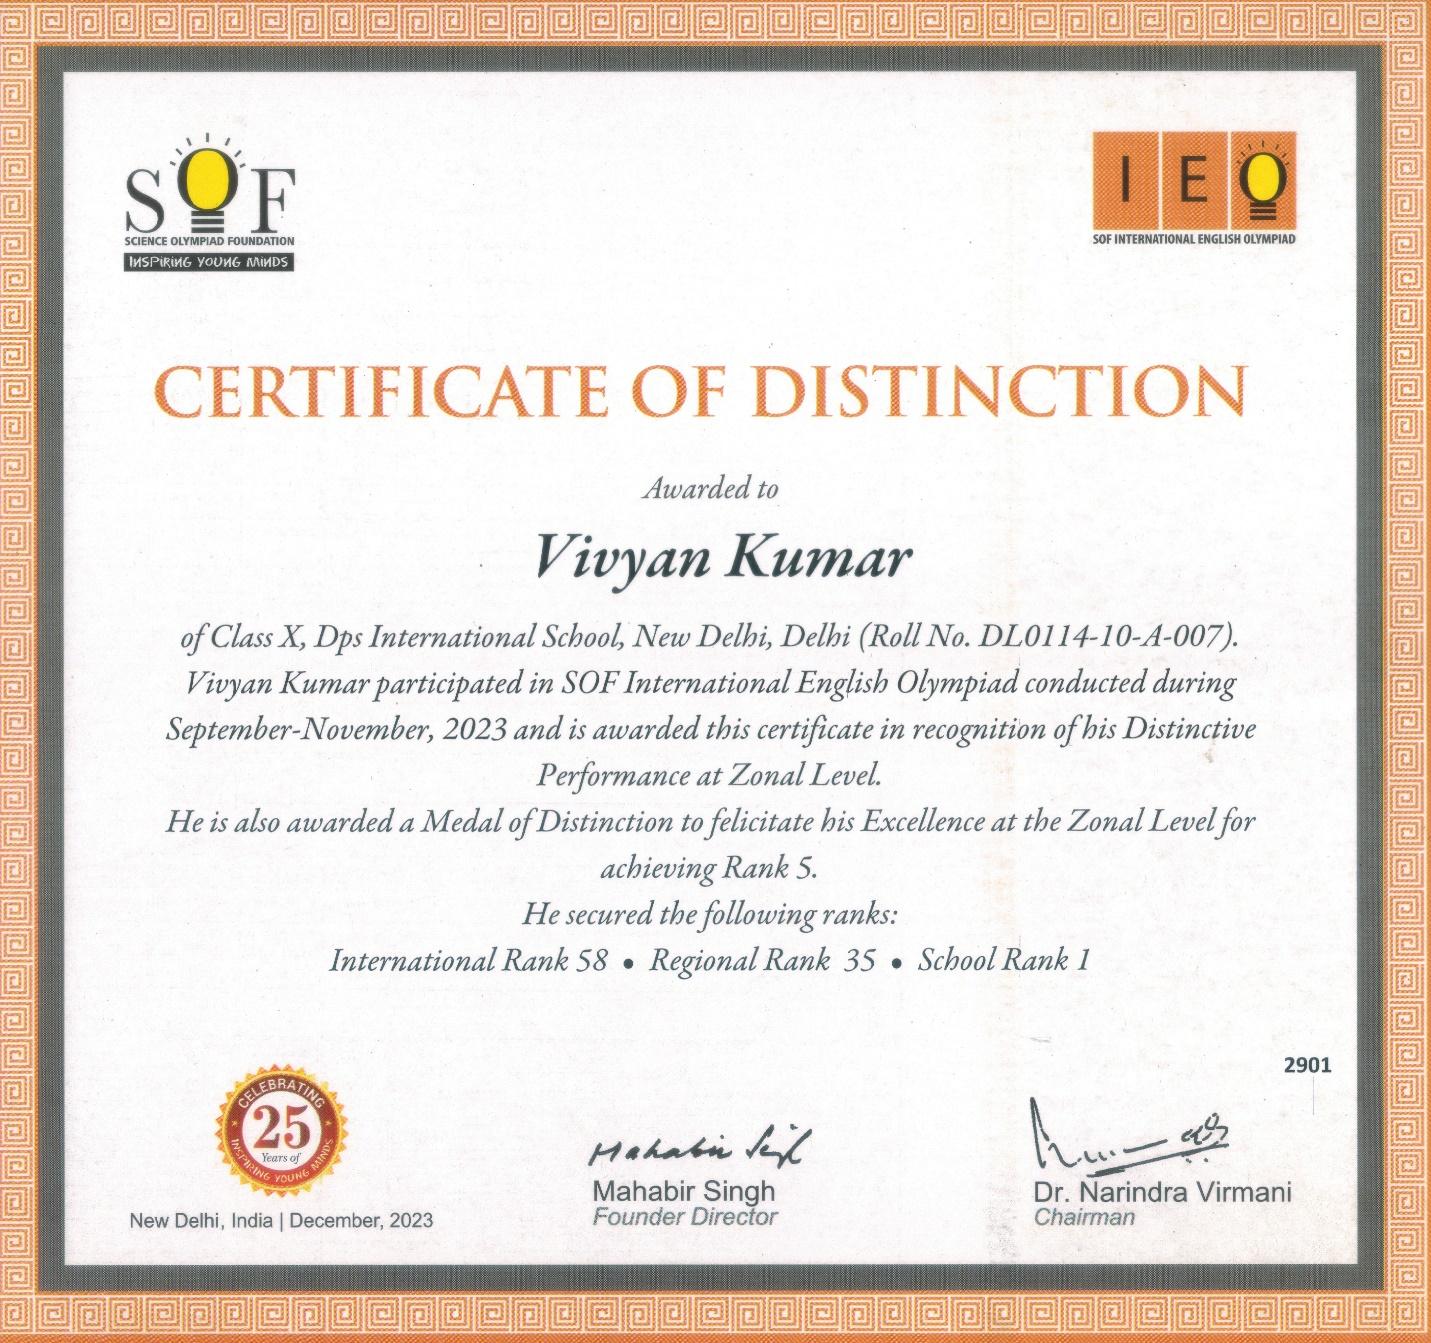 SOF
SCIENCE OLYMPIAD FOUNDATION
INSPIRING YOUNG MINDS
IEO
SOF INTERNATIONAL ENGLISH OLYMPIAD
CERTIFICATE OF DISTINCTION
Awarded to
Vivyan Kumar
of Class X, Dps International School, New Delhi, Delhi (Roll No. DL0114-10-A-007).
Vivyan Kumar participated in SOF International English Olympiad conducted during
September-November, 2023 and is awarded this certificate in recognition of his Distinctive
Performance at Zonal Level.
He is also awarded a Medal of Distinction to felicitate his Excellence at the Zonal Level for
achieving Rank 5.
He secured the following ranks:
International Rank 58 • Regional Rank 35 • School Rank 1
2901
CELEBRATING
25
Years of
INSPIRING YOUNG MINDS
New Delhi, India | December, 2023
Mahabir Singh
Mahabir Singh
Founder Director
Dr. Narindra Virmani
Chairman